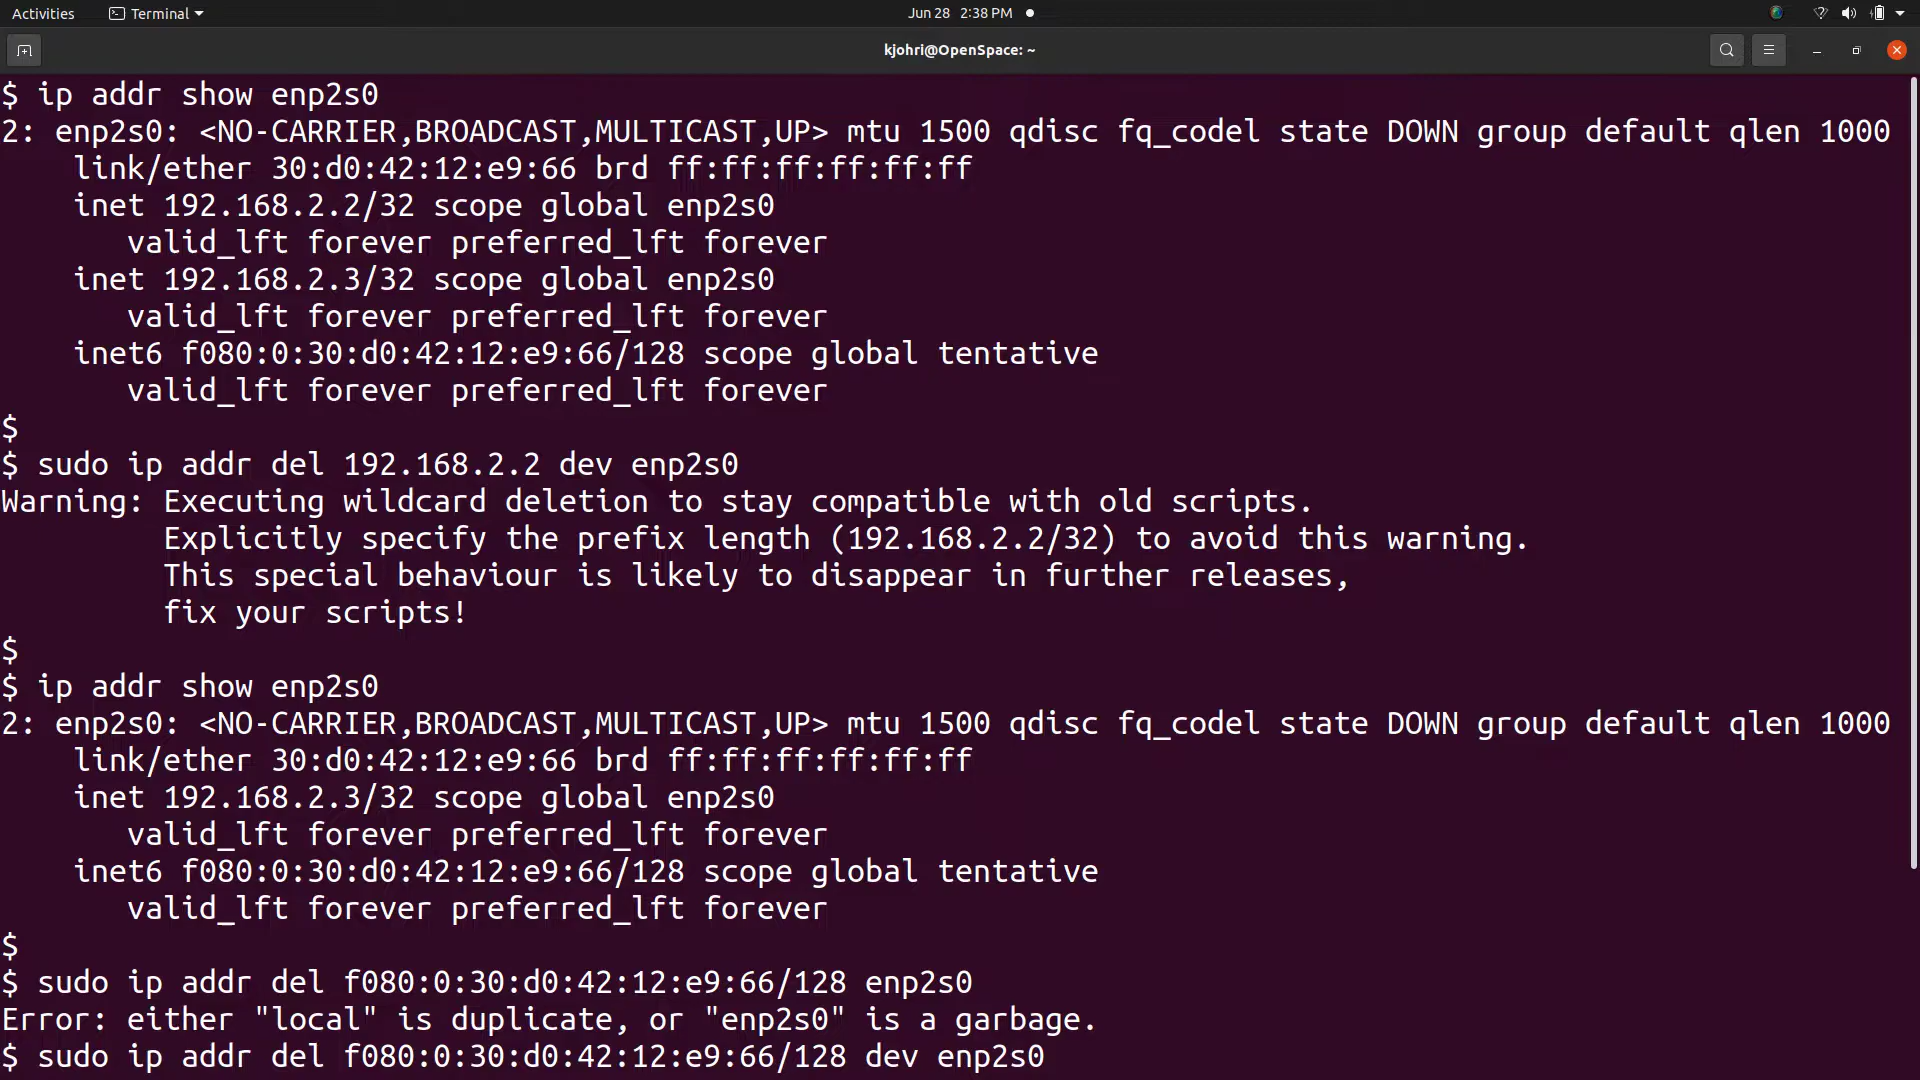 Activities Terminal Jun 28 2:38 PM
kjohri@OpenSpace: ~
$ ip addr show enp2s0
2: enp2s0: <NO-CARRIER,BROADCAST,MULTICAST,UP> mtu 1500 qdisc fq_codel state DOWN group default qlen 1000
    link/ether 30:d0:42:12:e9:66 brd ff:ff:ff:ff:ff:ff
    inet 192.168.2.2/32 scope global enp2s0
       valid_lft forever preferred_lft forever
    inet 192.168.2.3/32 scope global enp2s0
       valid_lft forever preferred_lft forever
    inet6 f080:0:30:d0:42:12:e9:66/128 scope global tentative
       valid_lft forever preferred_lft forever
$
$ sudo ip addr del 192.168.2.2 dev enp2s0
Warning: Executing wildcard deletion to stay compatible with old scripts.
         Explicitly specify the prefix length (192.168.2.2/32) to avoid this warning.
         This special behaviour is likely to disappear in further releases,
         fix your scripts!
$
$ ip addr show enp2s0
2: enp2s0: <NO-CARRIER,BROADCAST,MULTICAST,UP> mtu 1500 qdisc fq_codel state DOWN group default qlen 1000
    link/ether 30:d0:42:12:e9:66 brd ff:ff:ff:ff:ff:ff
    inet 192.168.2.3/32 scope global enp2s0
       valid_lft forever preferred_lft forever
    inet6 f080:0:30:d0:42:12:e9:66/128 scope global tentative
       valid_lft forever preferred_lft forever
$
$ sudo ip addr del f080:0:30:d0:42:12:e9:66/128 enp2s0
Error: either "local" is duplicate, or "enp2s0" is a garbage.
$ sudo ip addr del f080:0:30:d0:42:12:e9:66/128 dev enp2s0